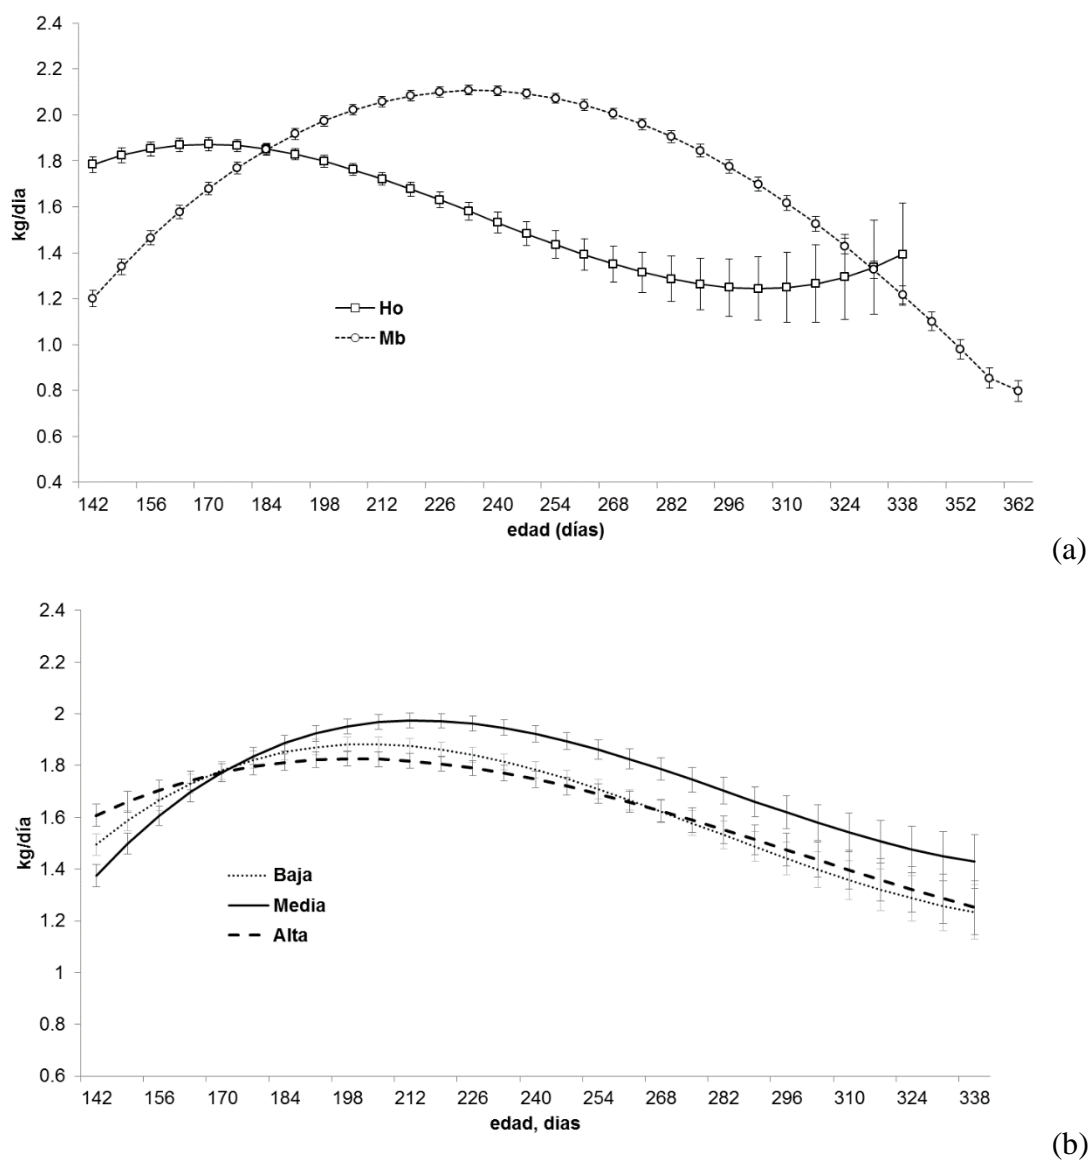 2.4
2.2
2.0
1.8
1.6
1.4
1.2
1.0
0.8
0.6
0.4
kg/dia
Ho
Mb
142 156 170 184 198 212 226 240 254 268 282 296 310 324 338 352 362
edad (días)
(a)
2.4
2.2
2
1.8
1.6
1.4
1.2
1
0.8
0.6
kg/día
Baja
Media
Alta
142 156 170 184 198 212 226 240 254 268 282 296 310 324 338
edad, dias
(b)